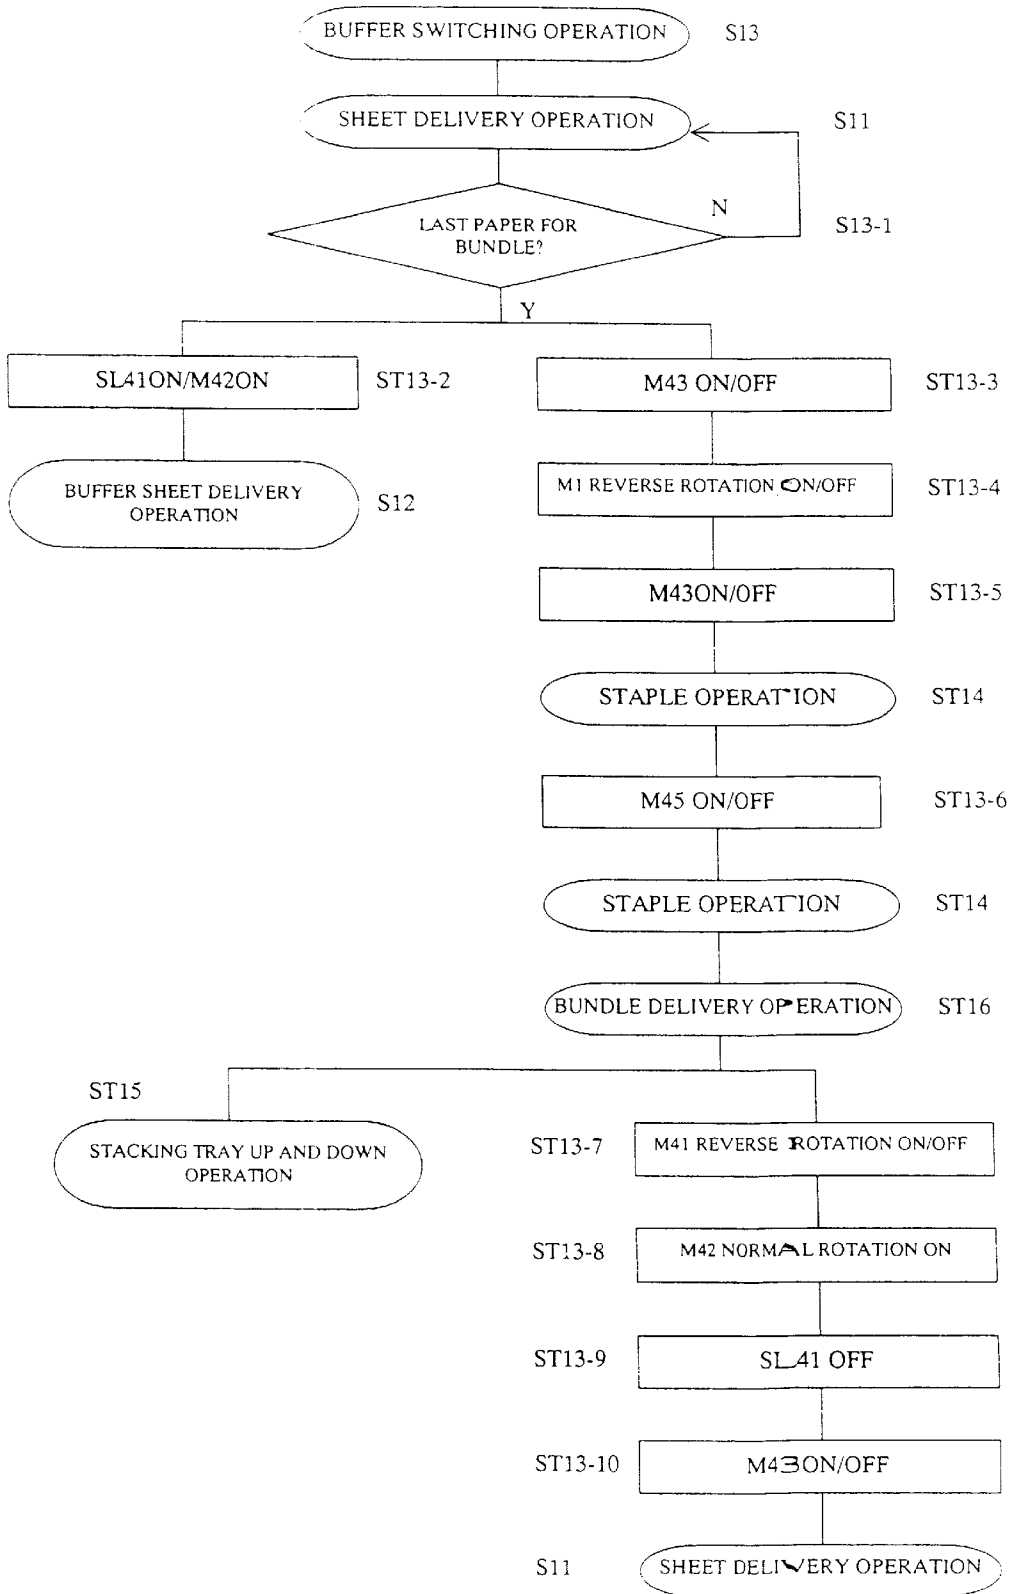 BUFFER SWITCHING OPERATION
S13
SHEET DELIVERY OPERATION
S11
N
LAST PAPER FOR
BUNDLE?
S13-1
Y
SL41ON/M42ON
ST13-2
M43 ON/OFF
ST13-3
BUFFER SHEET DELIVERY
OPERATION
S12
M1 REVERSE ROTATION ON/OFF
ST13-4
M43ON/OFF
ST13-5
STAPLE OPERATION
ST14
M45 ON/OFF
ST13-6
STAPLE OPERATION
ST14
BUNDLE DELIVERY OPERATION
ST16
ST15
STACKING TRAY UP AND DOWN
OPERATION
ST13-7
M41 REVERSE ROTATION ON/OFF
ST13-8
M42 NORMAL ROTATION ON
ST13-9
SL41 OFF
ST13-10
M43ON/OFF
S11
SHEET DELIVERY OPERATION